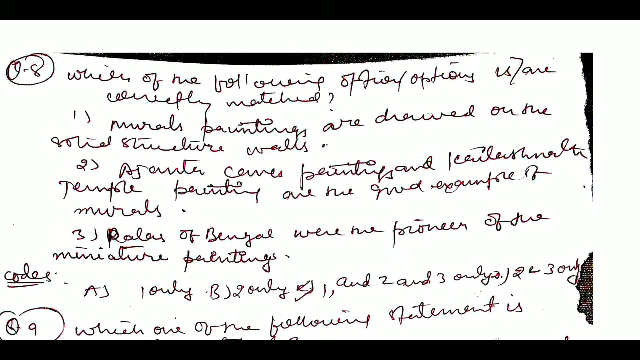 Q.8 which of the following option/options is/are
correctly matched?
1) Murals paintings are drawed on the
solid structure walls.
2) Ajanta caves paintings and Kailashnath
Temple painting are the good example of
murals.
3) Palas of Bengal were the pioneer of the
miniature paintings.
codes.
A) 1 only B) 2 only C) 1, and 2 and 3 only D) 2 & 3 only
Q 9 which one of the following statement is